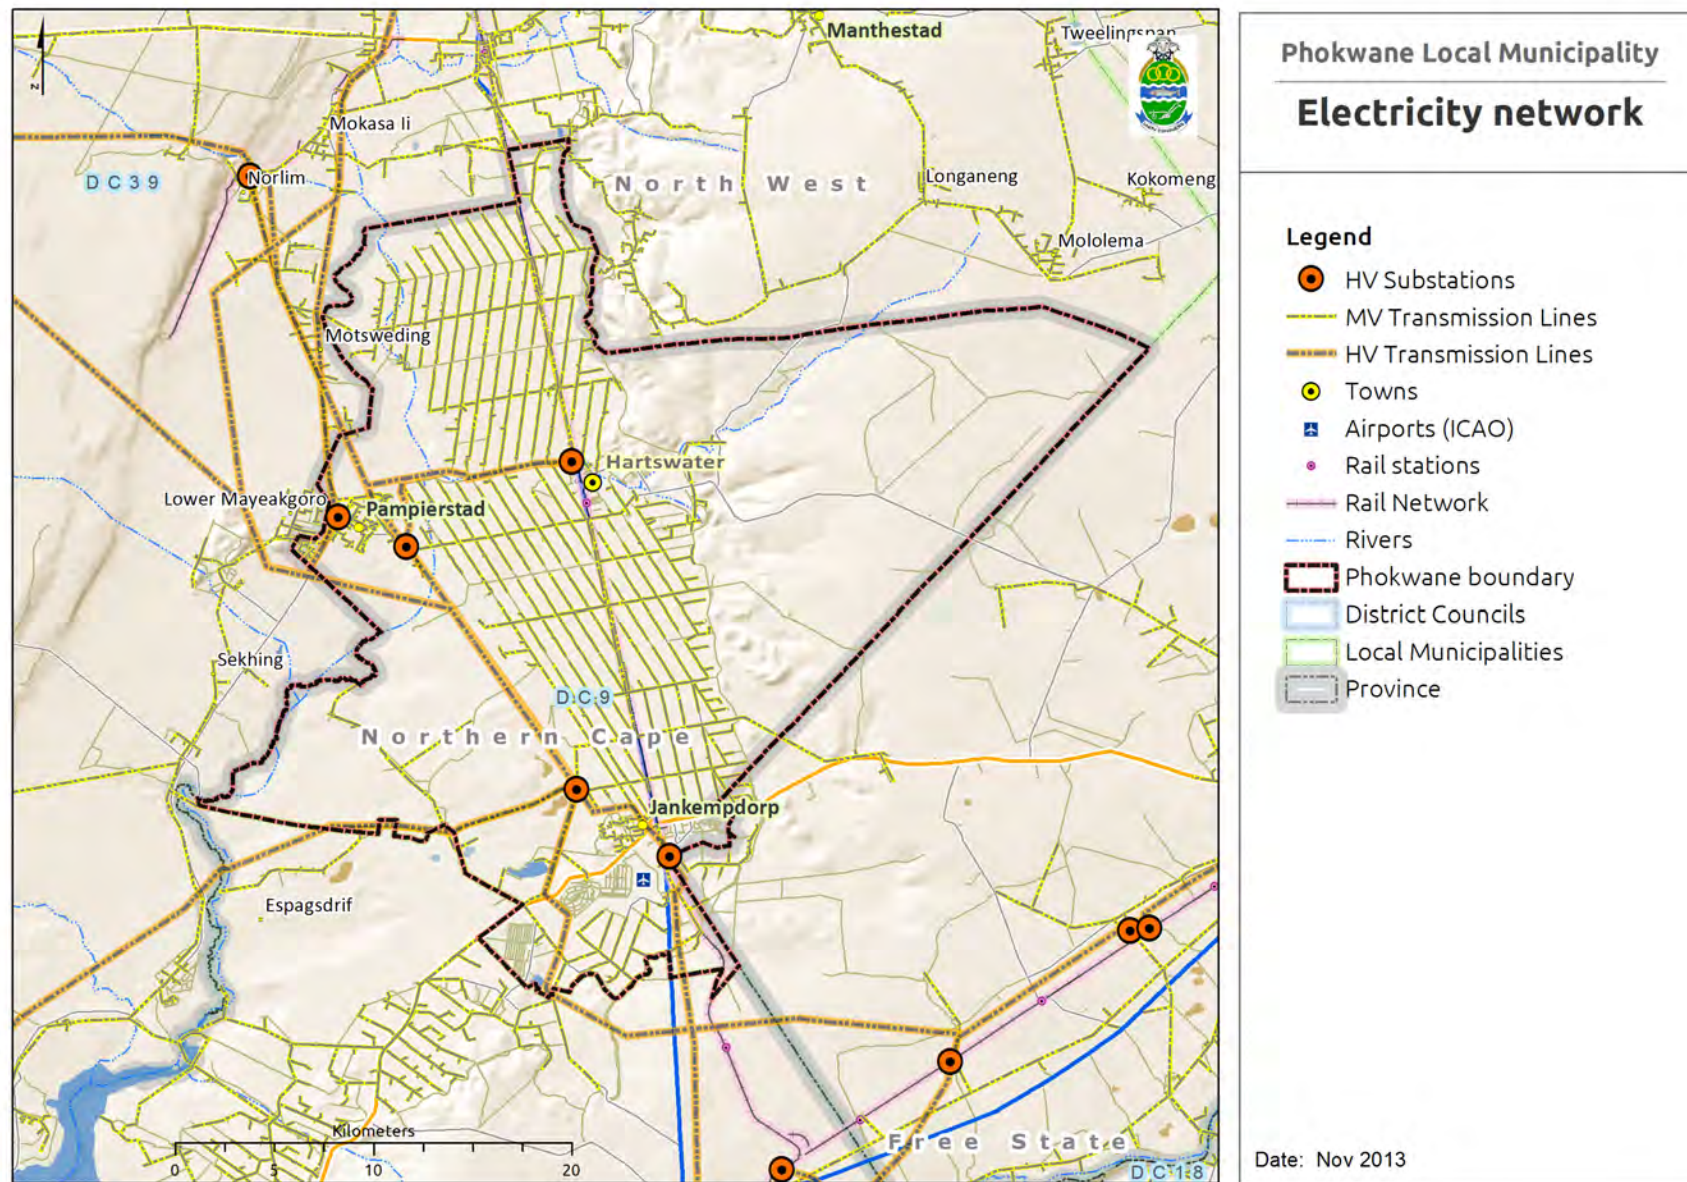 Manthestad
Tweelingspan
Mokasa Ii
DC39
Norlim
North West
Longaneng
Kokomeng
Mololema
Motsweding
Hartswater
Lower Mayeakgoro
Pampierstad
Sekhing
DC9
Northern Cape
Jankempdorp
Espagsdrif
Kilometers
0 5 10 20
Free State
DC18
N
Phokwane Local Municipality
Electricity network
Legend
HV Substations
MV Transmission Lines
HV Transmission Lines
Towns
Airports (ICAO)
Rail stations
Rail Network
Rivers
Phokwane boundary
District Councils
Local Municipalities
Province
Date: Nov 2013